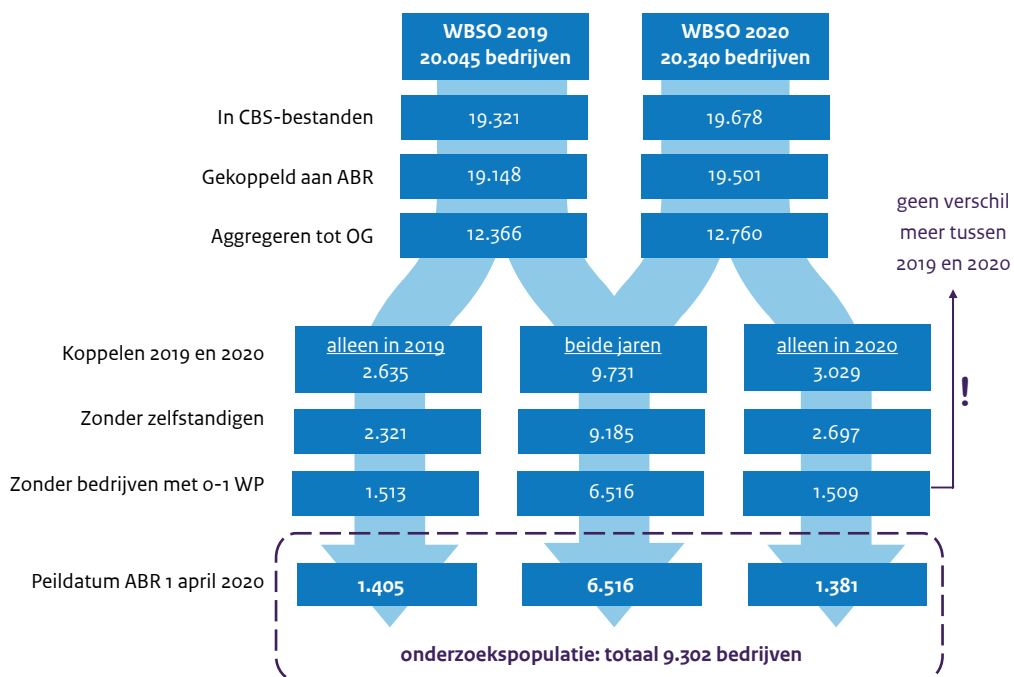 WBSO 2019
20.045 bedrijven
WBSO 2020
20.340 bedrijven
In CBS-bestanden
19.321
19.678
Gekoppeld aan ABR
19.148
19.501
Aggregeren tot OG
12.366
12.760
geen verschil
meer tussen
2019 en 2020
Koppelen 2019 en 2020
alleen in 2019
2.635
beide jaren
9.731
alleen in 2020
3.029
!
Zonder zelfstandigen
2.321
9.185
2.697
Zonder bedrijven met 0-1 WP
1.513
6.516
1.509
Peildatum ABR 1 april 2020
1.405
6.516
1.381
onderzoekspopulatie: totaal 9.302 bedrijven